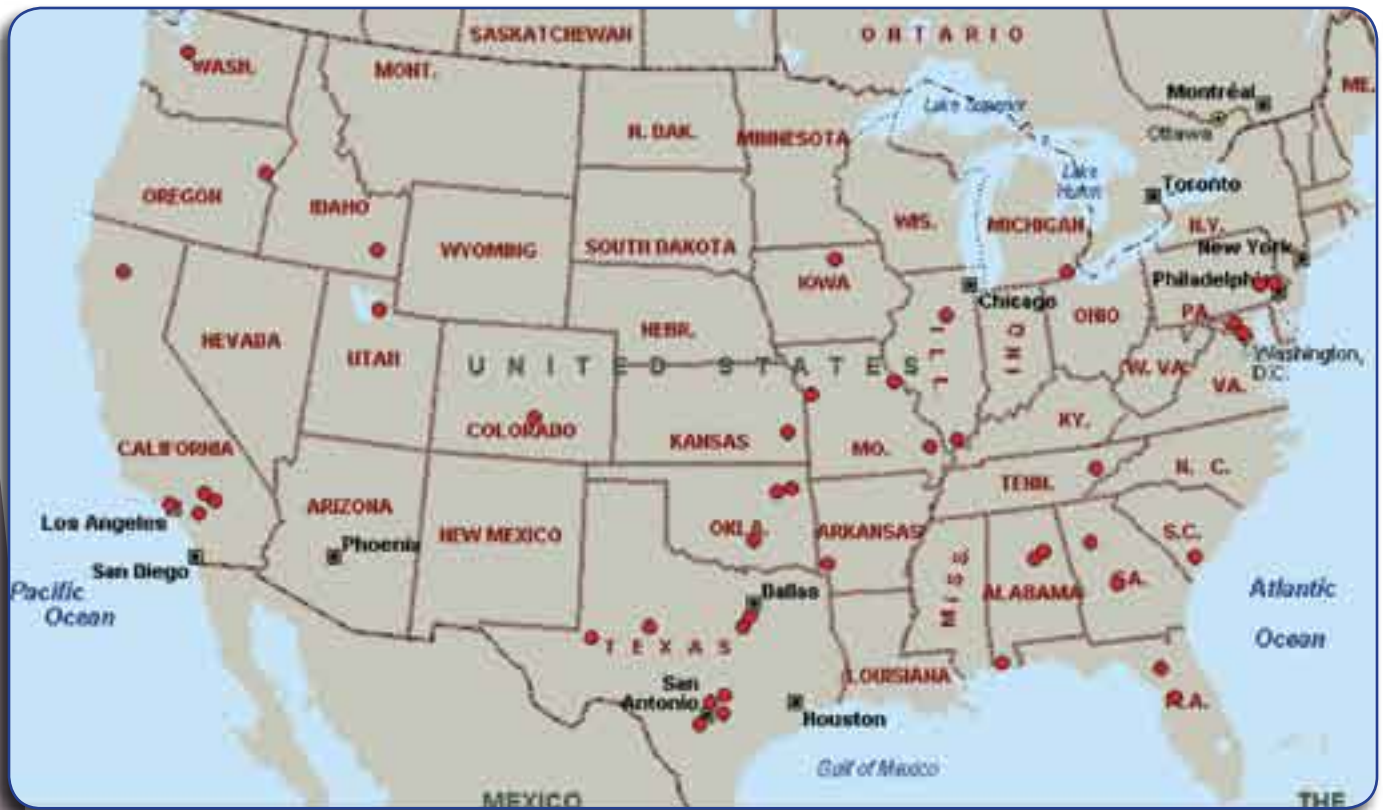 SASKATCHEWAN
ONTARIO
WASH.
MONT.
ME.
Montréal
Ottawa
Lake Superior
N. DAK.
MINNESOTA
Lake
Huron
Toronto
OREGON
IDAHO
WIS.
MICHIGAN
N.Y.
WYOMING
SOUTH DAKOTA
New York
IOWA
Philadelphia
Chicago
NEVADA
NEBR.
ILL
IND
OHIO
PA.
UTAH
UNITED STATES
Washington,
D.C.
W. VA.
VA.
COLORADO
KANSAS
MO.
KY.
CALIFORNIA
TENN.
N. C.
ARIZONA
Los Angeles
NEW MEXICO
OKLA.
ARKANSAS
S.C.
Phoenix
San Diego
MISS
ALABAMA
GA.
Pacific
Ocean
Atlantic
Ocean
Dallas
TEXAS
LOUISIANA
San
Antonio
Houston
FLA.
Gulf of Mexico
MEXICO
THE